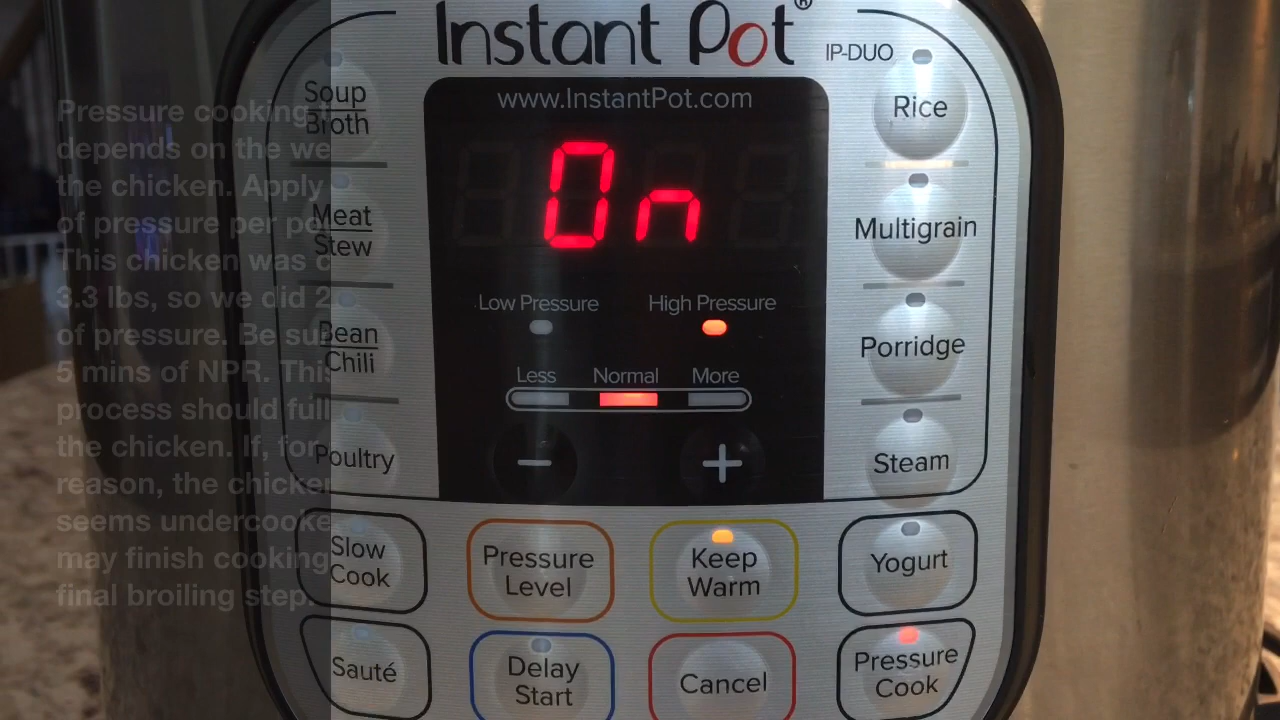 Instant Pot®
IP-DUO
www.InstantPot.com
On
Low Pressure
High Pressure
Less
Normal
More
−
+
Soup
Broth
Meat
Stew
Bean
Chili
Poultry
Slow
Cook
Sauté
Pressure
Level
Delay
Start
Keep
Warm
Cancel
Rice
Multigrain
Porridge
Steam
Yogurt
Pressure
Cook
Pressure cooking
depends on the we
the chicken. Apply
of pressure per po
This chicken was
3.3 lbs, so we did 2
of pressure. Be su
5 mins of NPR. This
process should full
the chicken. If, for
reason, the chicken
seems undercooke
may finish cooking
final broiling step.